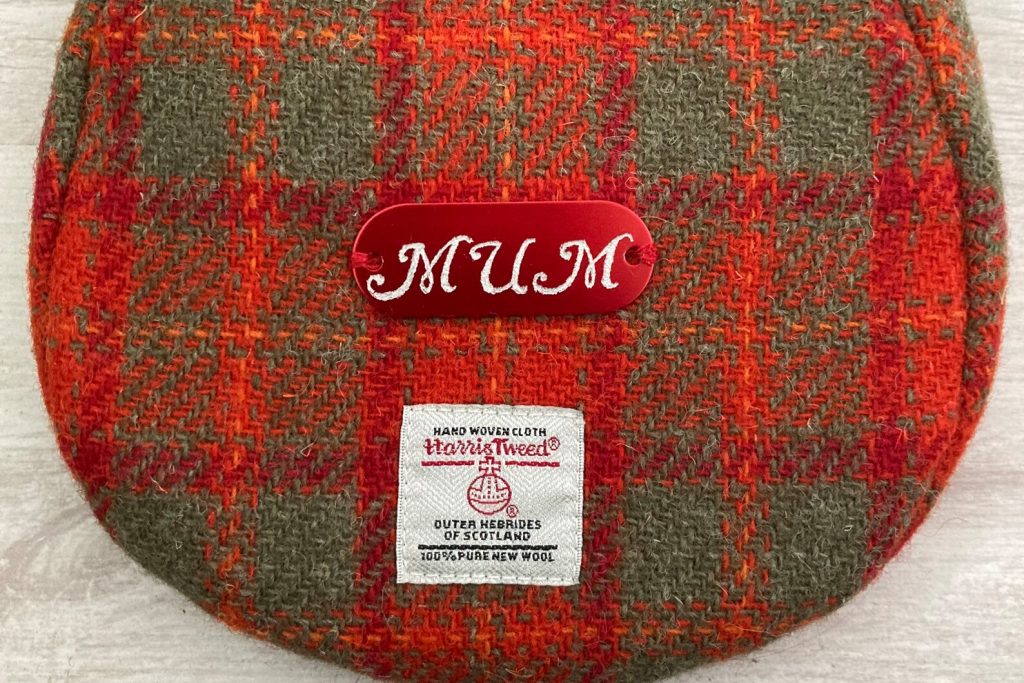 MUM
HAND WOVEN CLOTH
Harris Tweed®
®
OUTER HEBRIDES
OF SCOTLAND
100% PURE NEW WOOL